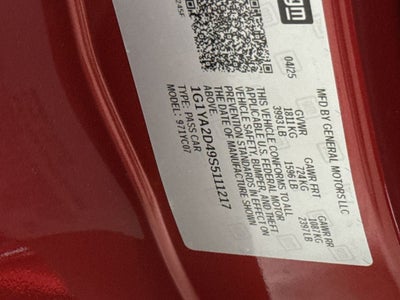 gm
04/25
MFD BY GENERAL MOTORS LLC
GVWR GAWR FRT GAWR RR
1811KG 724KG 1087KG
3993LB 1596LB 2397LB
THIS VEHICLE CONFORMS TO ALL
APPLICABLE U.S. FEDERAL MOTOR
VEHICLE SAFETY, BUMPER, AND THEFT
PREVENTION STANDARDS IN EFFECT ON
THE DATE OF MANUFACTURE SHOWN
ABOVE.
1G1YA2D49S5111217
TYPE: PASS CAR
MODEL: 971YC07